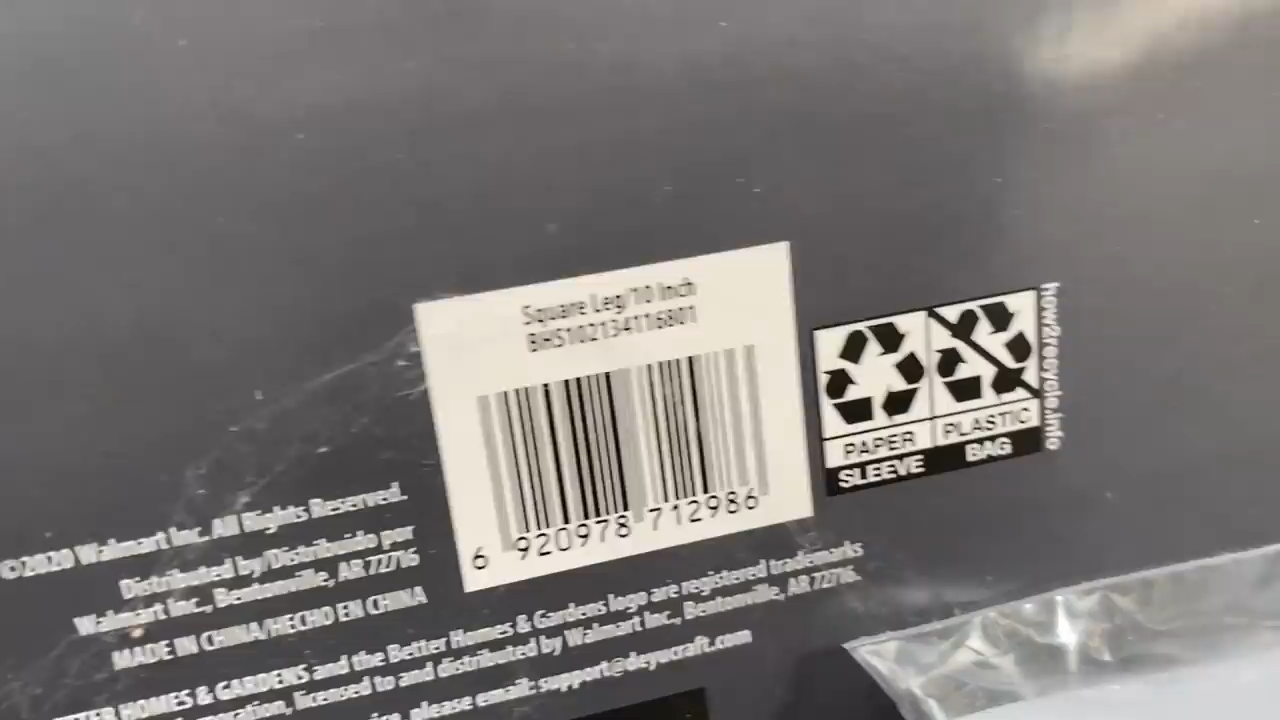 Square Leg/10 Inch
BHS102134116801
6 920978 712986
PAPER
SLEEVE
PLASTIC
BAG
how2recycle.info
©2020 Walmart Inc. All Rights Reserved.
Distributed by/Distribuido por
Walmart Inc., Bentonville, AR 72716
MADE IN CHINA/HECHO EN CHINA
HOMES & GARDENS and the Better Homes & Gardens logo are registered trademarks
licensed to and distributed by Walmart Inc., Bentonville, AR 72716.
please email: support@deyucraft.com